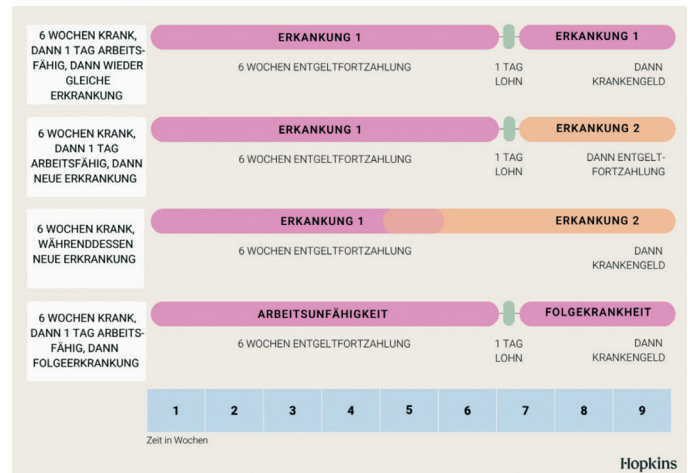 6 WOCHEN KRANK,
DANN 1 TAG ARBEITS-
FÄHIG, DANN WIEDER
GLEICHE
ERKRANKUNG
ERKANKUNG 1
ERKANKUNG 1
6 WOCHEN ENTGELTFORTZAHLUNG
1 TAG
LOHN
DANN
KRANKENGELD
6 WOCHEN KRANK,
DANN 1 TAG
ARBEITSFÄHIG, DANN
NEUE ERKRANKUNG
ERKANKUNG 1
ERKANKUNG 2
6 WOCHEN ENTGELTFORTZAHLUNG
1 TAG
LOHN
DANN ENTGELT-
FORTZAHLUNG
6 WOCHEN KRANK,
WÄHRENDDESSEN
NEUE ERKRANKUNG
ERKANKUNG 1
ERKANKUNG 2
6 WOCHEN ENTGELTFORTZAHLUNG
DANN
KRANKENGELD
6 WOCHEN KRANK,
DANN 1 TAG ARBEITS-
FÄHIG, DANN
FOLGEERKRANKUNG
ARBEITSUNFÄHIGKEIT
FOLGEKRANKHEIT
6 WOCHEN ENTGELTFORTZAHLUNG
1 TAG
LOHN
DANN
KRANKENGELD
1 2 3 4 5 6 7 8 9
Zeit in Wochen
Hopkins